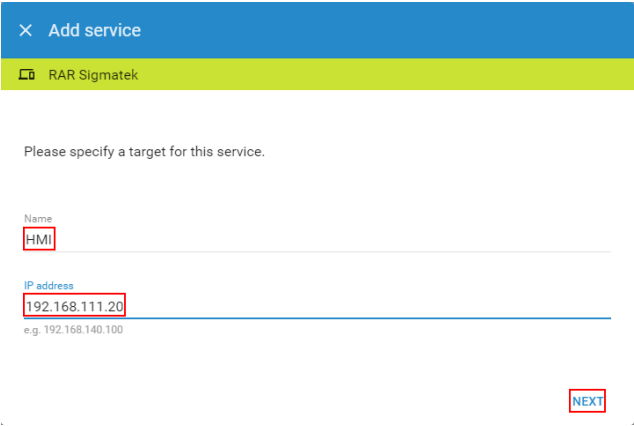 Add service
RAR Sigmatek
Please specify a target for this service.
Name
HMI
IP address
192.168.111.20
e.g. 192.168.140.100
NEXT